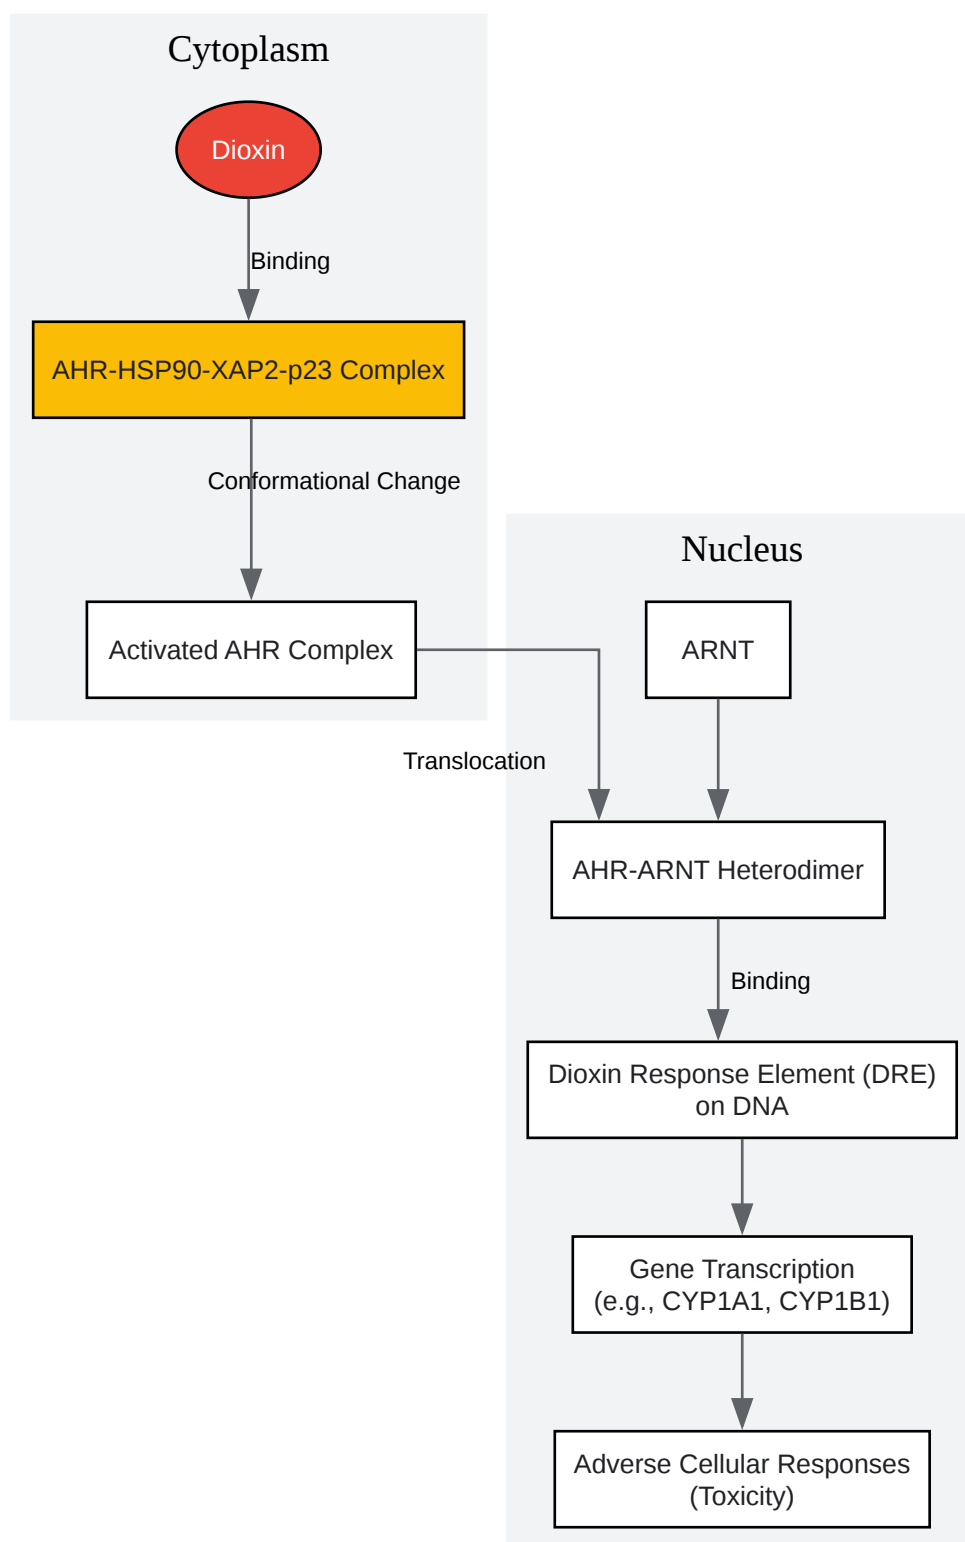 Cytoplasm
Dioxin
Binding
AHR-HSP90-XAP2-p23 Complex
Conformational Change
Activated AHR Complex
Nucleus
ARNT
Translocation
AHR-ARNT Heterodimer
Binding
Dioxin Response Element (DRE)
on DNA
Gene Transcription
(e.g., CYP1A1, CYP1B1)
Adverse Cellular Responses
(Toxicity)